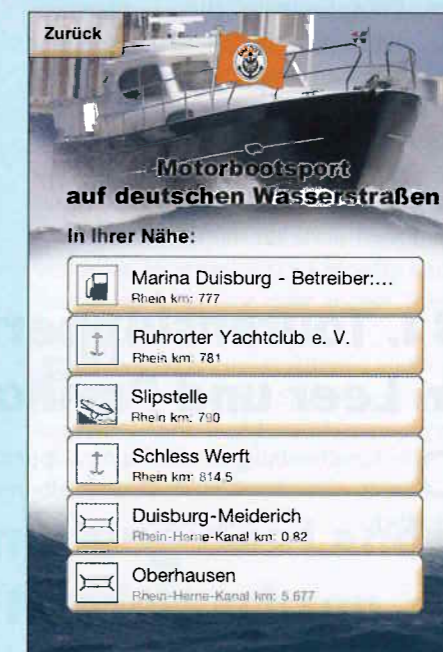 Zurück
Motorbootsport
auf deutschen Wasserstraßen
In Ihrer Nähe:
Marina Duisburg - Betreiber:...
Rhein km: 777
Ruhrorter Yachtclub e. V.
Rhein km: 781
Slipstelle
Rhein km: 790
Schless Werft
Rhein km: 814.5
Duisburg-Meiderich
Rhein-Herne-Kanal km: 0.82
Oberhausen
Rhein-Herne-Kanal km: 5.677